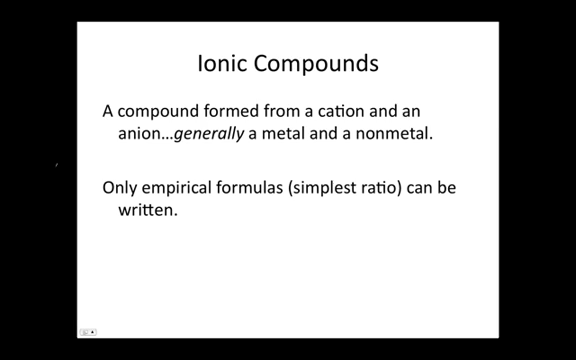 Ionic Compounds
A compound formed from a cation and an
anion…generally a metal and a nonmetal.
Only empirical formulas (simplest ratio) can be
written.